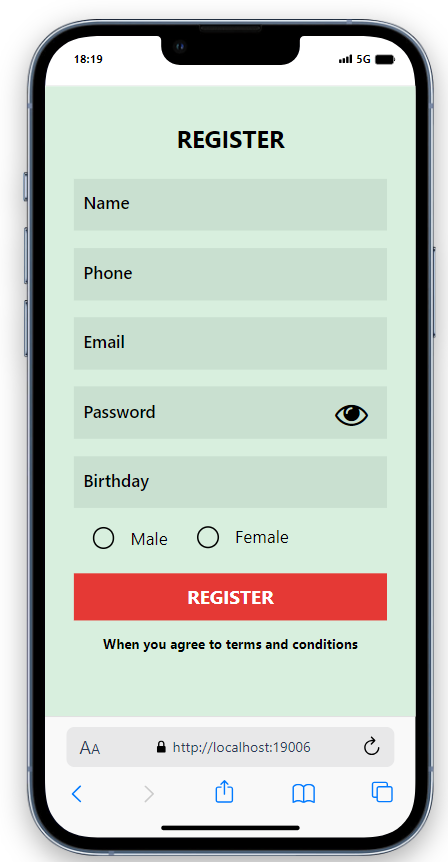 18:19 5G
REGISTER
Name
Phone
Email
Password
Birthday
Male Female
REGISTER
When you agree to terms and conditions
AA http://localhost:19006